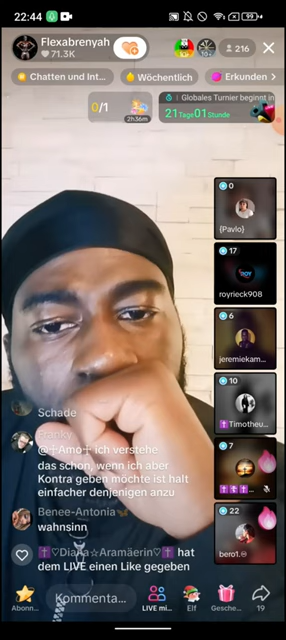 22:44
99
Flexabrenyah
71.3K
10+
216
Chatten und Int...
Wöchentlich
Erkunden >
0/1
2h36m
| Globales Turnier beginnt in
21 Tage 01 Stunde
0
{Pavlo}
17
royrieck908
6
jeremiekam...
10
✝️Timotheu...
7
22
bero1.♾
Schade
Franky
@✢Amo✢ ich verstehe
das schon, wenn ich aber
Kontra geben möchte ist halt
einfacher denjenigen anzu
Benee-Antonia🦋
wahnsinn
✝️♡Diana☆Aramäerin♡✝️ hat
dem LIVE einen Like gegeben
Abonn...
Kommenta...
LIVE mi...
Elf
Gesche...
19